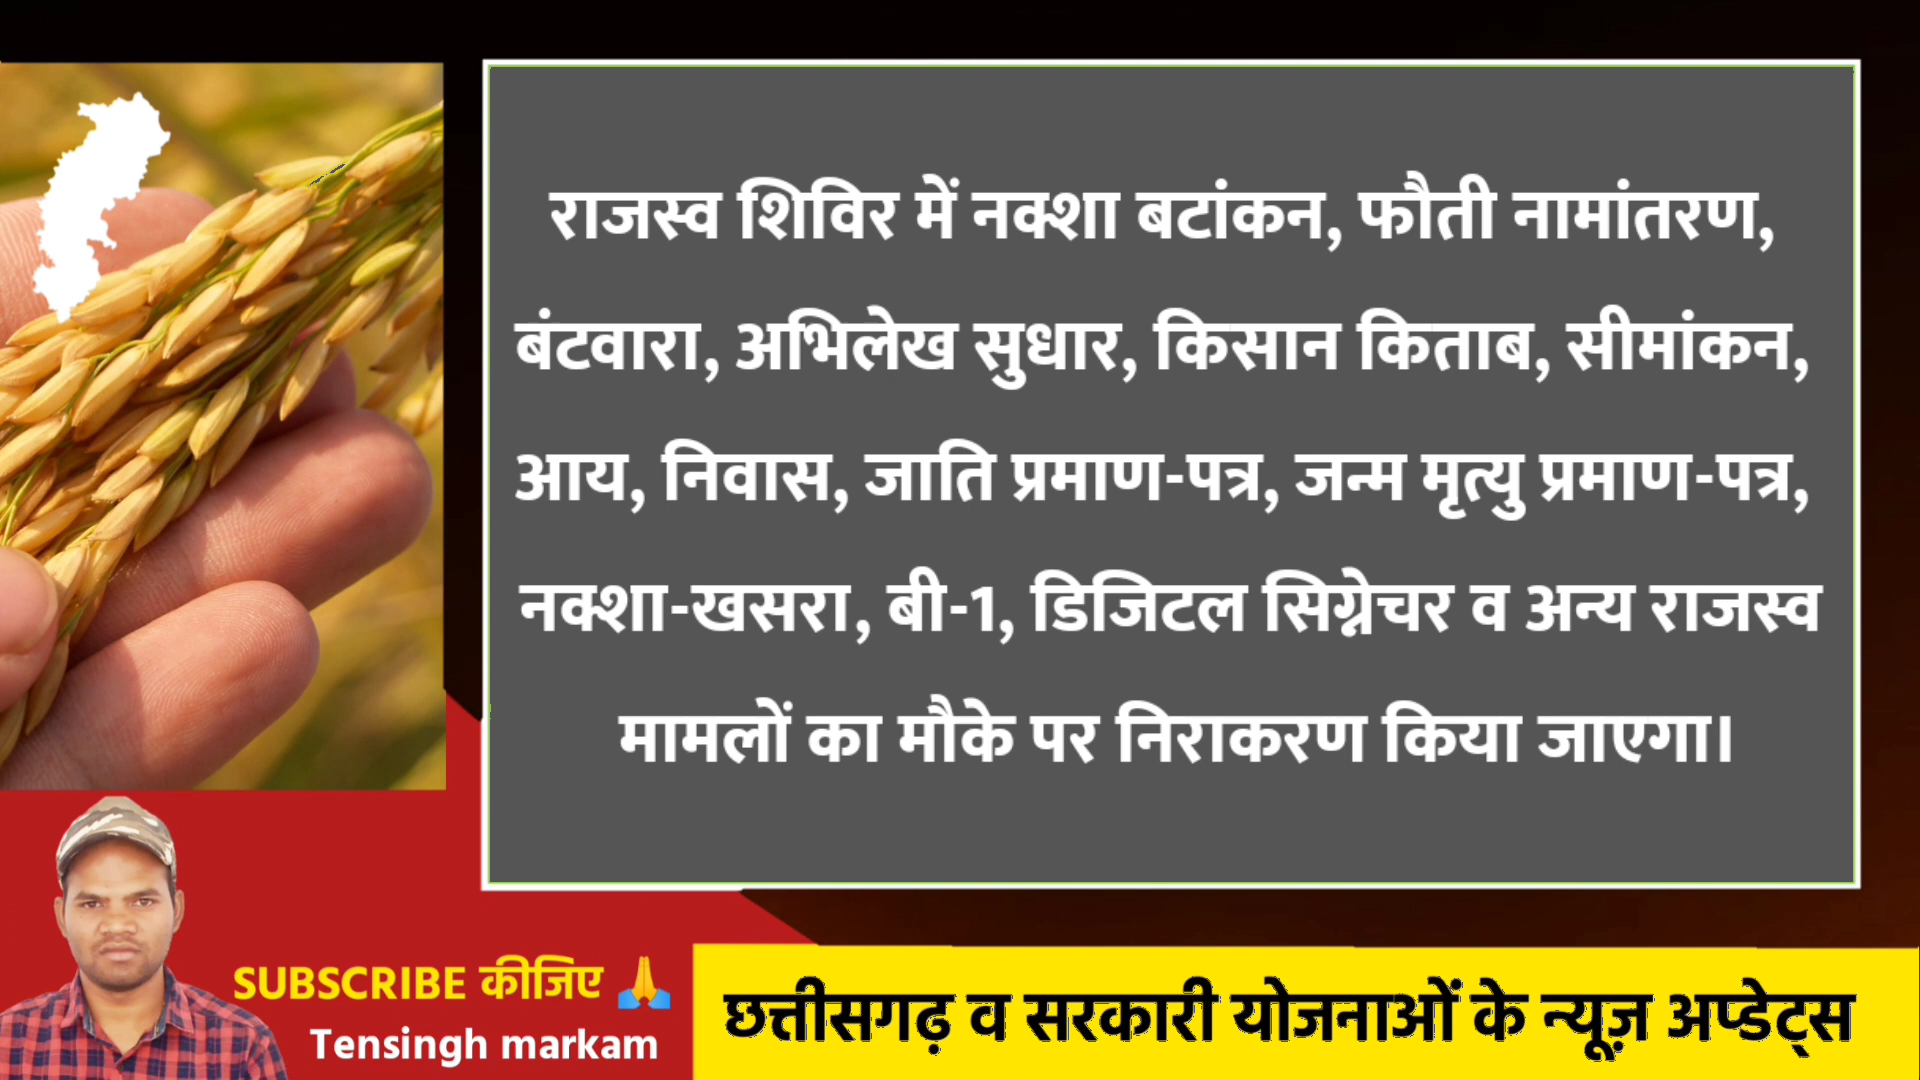 राजस्व शिविर में नक्शा बटांकन, फौती नामांतरण,
बंटवारा, अभिलेख सुधार, किसान किताब, सीमांकन,
आय, निवास, जाति प्रमाण-पत्र, जन्म मृत्यु प्रमाण-पत्र,
नक्शा-खसरा, बी-1, डिजिटल सिग्नेचर व अन्य राजस्व
मामलों का मौके पर निराकरण किया जाएगा।
SUBSCRIBE कीजिए 🙏
Tensingh markam
छत्तीसगढ़ व सरकारी योजनाओं के न्यूज़ अप्डेट्स